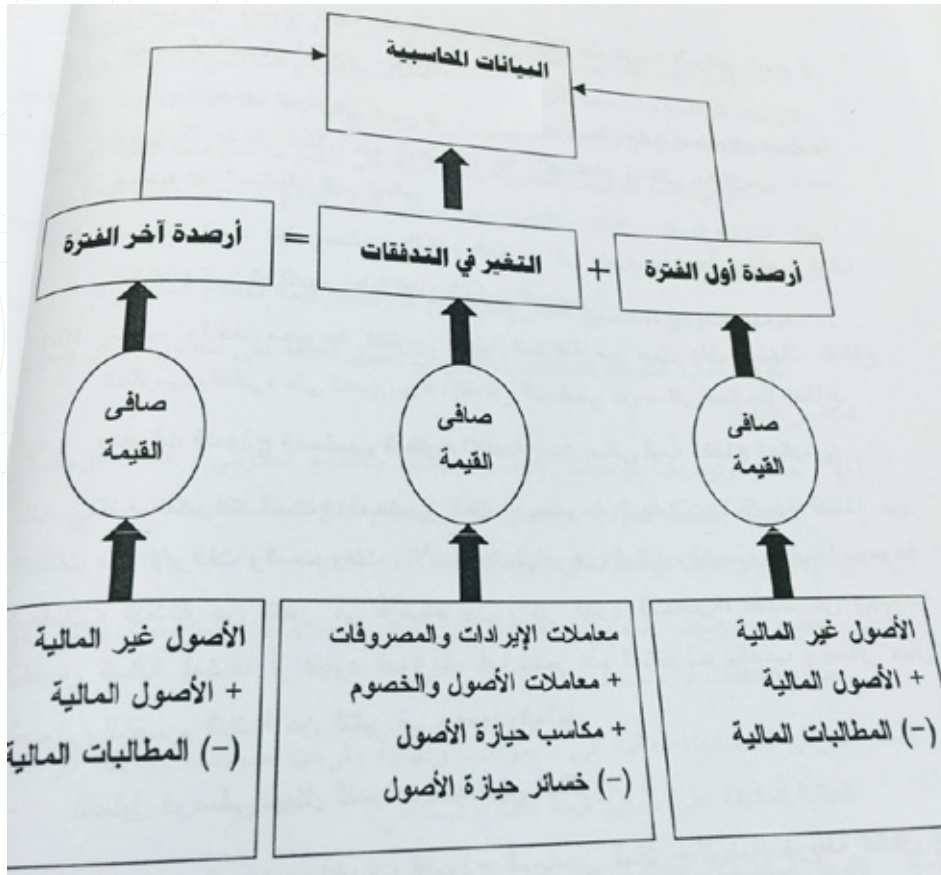 البيانات المحاسبية
أرصدة أول الفترة
+
التغير في التدفقات
=
أرصدة آخر الفترة
صافى
القيمة
صافى
القيمة
صافى
القيمة
الأصول غير المالية
+ الأصول المالية
(–) المطالبات المالية
معاملات الإيرادات والمصروفات
+ معاملات الأصول والخصوم
+ مكاسب حيازة الأصول
(–) خسائر حيازة الأصول
الأصول غير المالية
+ الأصول المالية
(–) المطالبات المالية